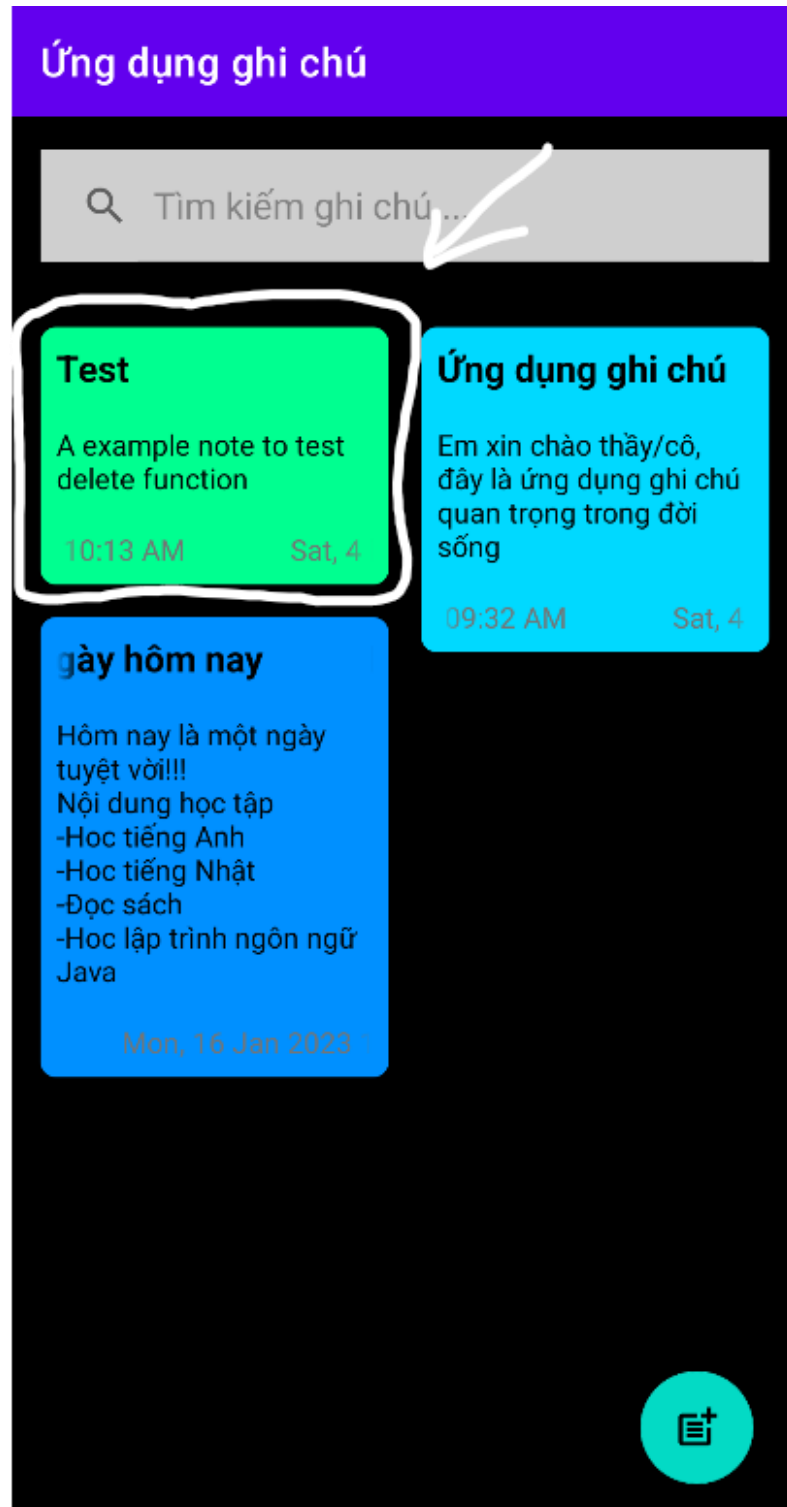 Ứng dụng ghi chú
Tìm kiếm ghi chú ...
Test
A example note to test
delete function
10:13 AM Sat, 4
Ứng dụng ghi chú
Em xin chào thầy/cô,
đây là ứng dụng ghi chú
quan trọng trong đời
sống
09:32 AM Sat, 4
gày hôm nay
Hôm nay là một ngày
tuyệt vời!!!
Nội dung học tập
-Hoc tiếng Anh
-Hoc tiếng Nhật
-Đọc sách
-Hoc lập trình ngôn ngữ
Java
Mon, 16 Jan 2023